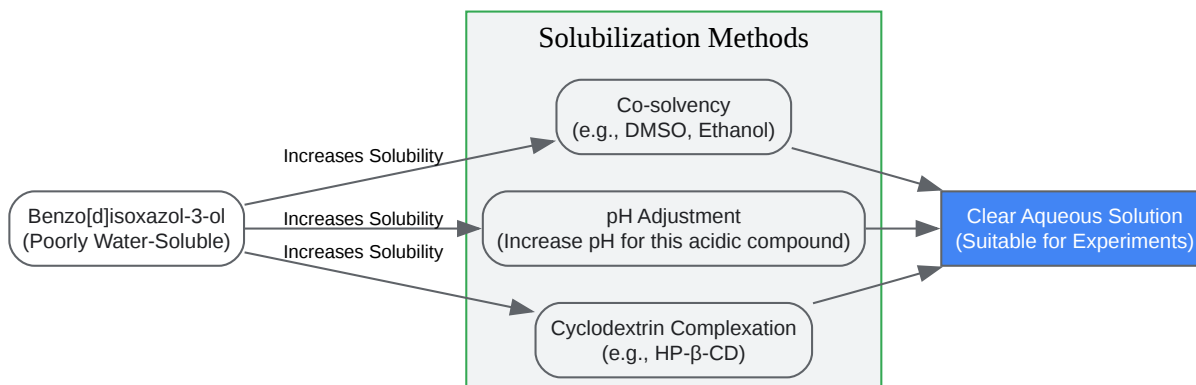 Solubilization Methods
Co-solvency
(e.g., DMSO, Ethanol)
Increases Solubility
Benzo[d]isoxazol-3-ol
(Poorly Water-Soluble)
Increases Solubility
pH Adjustment
(Increase pH for this acidic compound)
Clear Aqueous Solution
(Suitable for Experiments)
Increases Solubility
Cyclodextrin Complexation
(e.g., HP-β-CD)